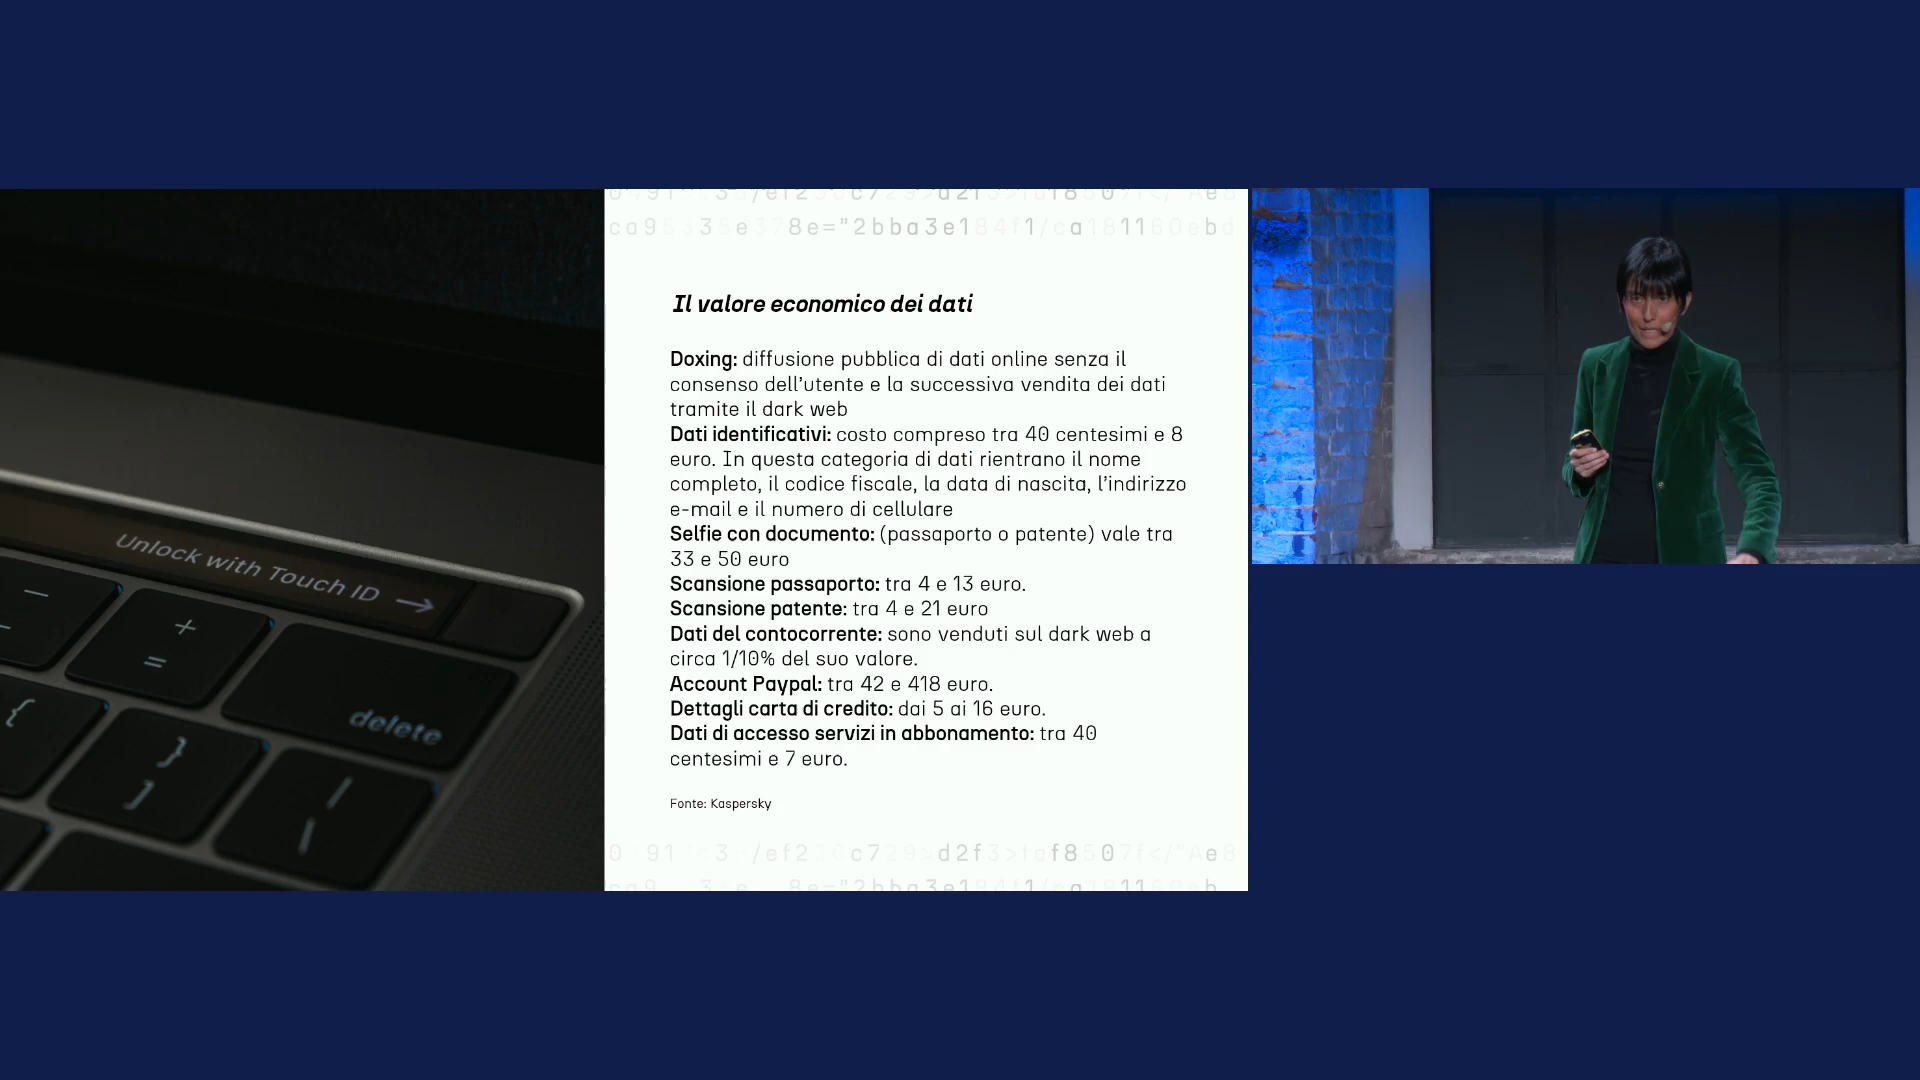 Unlock with Touch ID →
delete
Il valore economico dei dati
Doxing: diffusione pubblica di dati online senza il
consenso dell'utente e la successiva vendita dei dati
tramite il dark web
Dati identificativi: costo compreso tra 40 centesimi e 8
euro. In questa categoria di dati rientrano il nome
completo, il codice fiscale, la data di nascita, l'indirizzo
e-mail e il numero di cellulare
Selfie con documento: (passaporto o patente) vale tra
33 e 50 euro
Scansione passaporto: tra 4 e 13 euro.
Scansione patente: tra 4 e 21 euro
Dati del contocorrente: sono venduti sul dark web a
circa 1/10% del suo valore.
Account Paypal: tra 42 e 418 euro.
Dettagli carta di credito: dai 5 ai 16 euro.
Dati di accesso servizi in abbonamento: tra 40
centesimi e 7 euro.
Fonte: Kaspersky